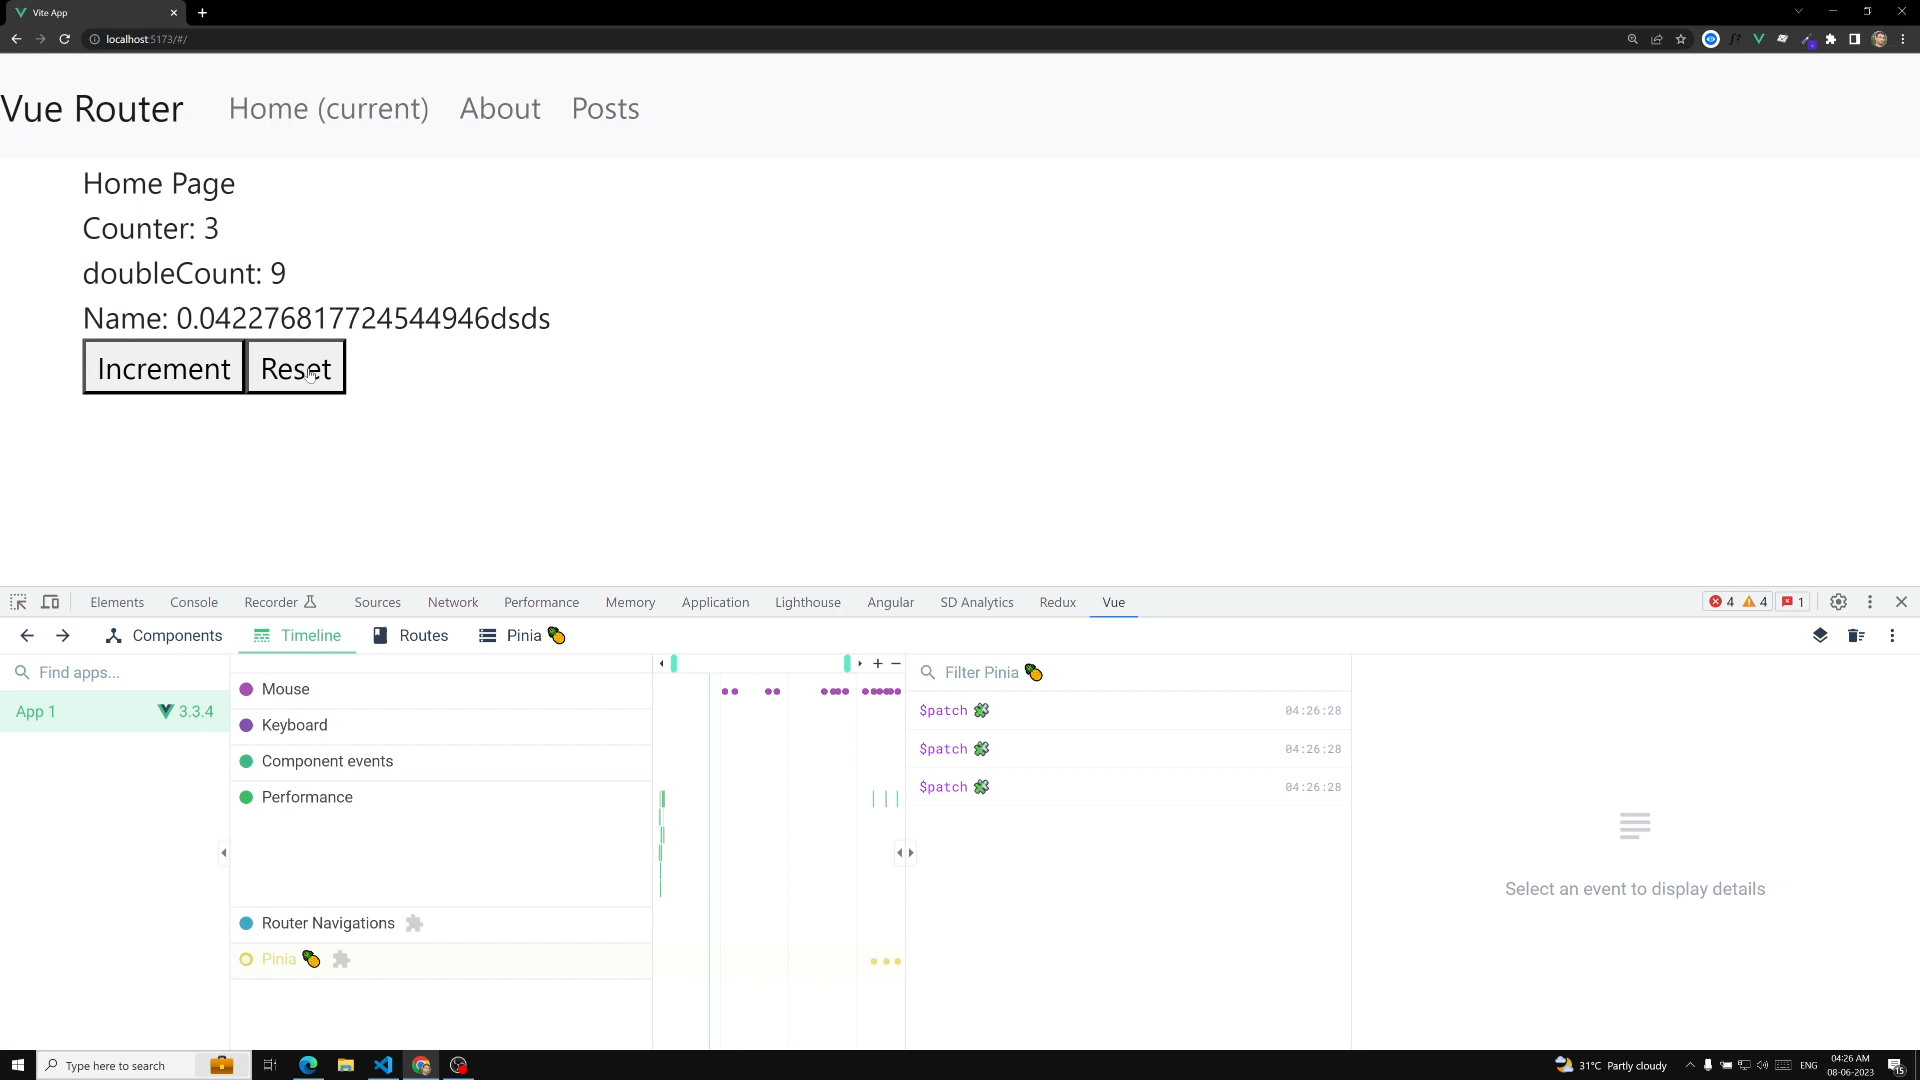 Vite App
localhost:5173/#/
Vue Router Home (current) About Posts
Home Page
Counter: 3
doubleCount: 9
Name: 0.042276817724544946dsds
Increment Reset
Elements Console Recorder Sources Network Performance Memory Application Lighthouse Angular SD Analytics Redux Vue 4 4 1
Components Timeline Routes Pinia
Find apps...
App 1 3.3.4
Mouse
Keyboard
Component events
Performance
Router Navigations
Pinia
Filter Pinia
$patch 04:26:28
$patch 04:26:28
$patch 04:26:28
Select an event to display details
Type here to search
31°C Partly cloudy
ENG
04:26 AM
08-06-2023
15